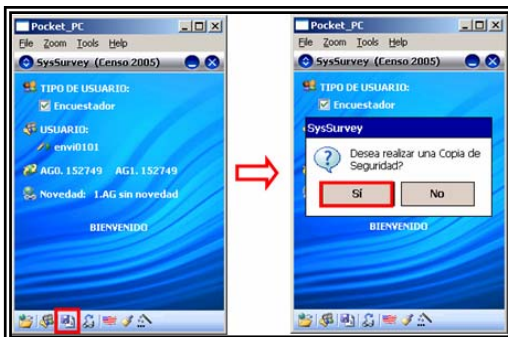 Pocket_PC
File Zoom Tools Help
SysSurvey (Censo 2005)
TIPO DE USUARIO:
Encuestador
USUARIO:
envi0101
AG0. 152749 AG1. 152749
Novedad: 1.AG sin novedad
BIENVENIDO
Pocket_PC
File Zoom Tools Help
SysSurvey (Censo 2005)
TIPO DE USUARIO:
Encuestador
SysSurvey
Desea realizar una Copia de
Seguridad?
Sí No
BIENVENIDO